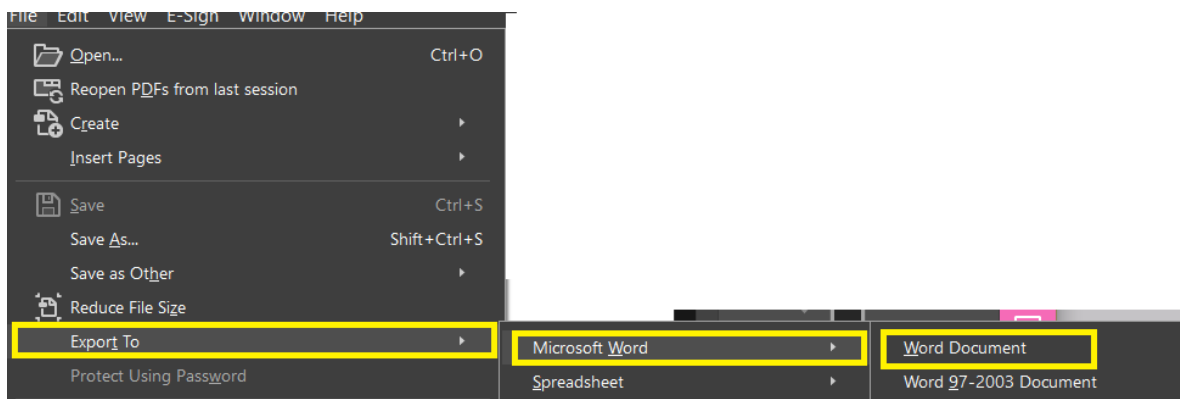 File Edit View E-Sign Window Help
Open... Ctrl+O
Reopen PDFs from last session
Create
Insert Pages
Save Ctrl+S
Save As... Shift+Ctrl+S
Save as Other
Reduce File Size
Export To Microsoft Word Word Document
Protect Using Password Spreadsheet Word 97-2003 Document